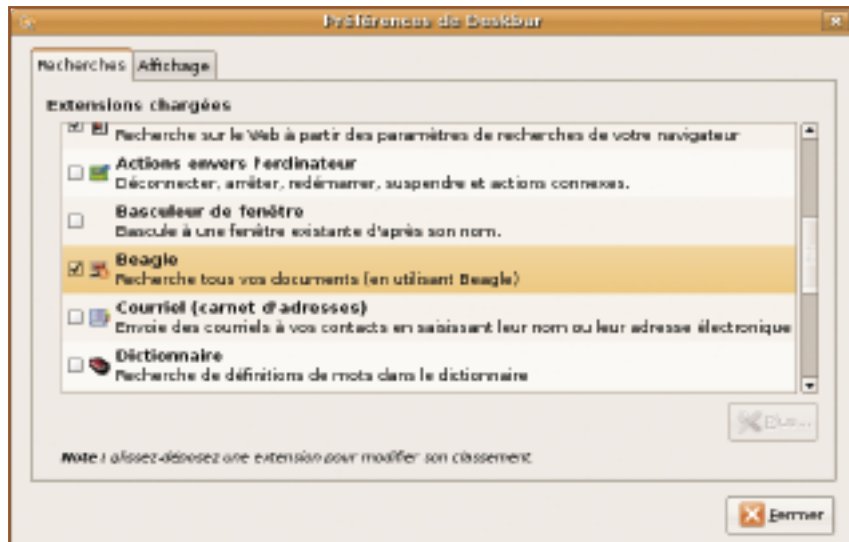 Préférences de Deskbar
Recherches Affichage
Extensions chargées
Recherche sur le Web à partir des paramètres de recherches de votre navigateur
Actions envers l'ordinateur
Déconnecter, arrêter, redémarrer, suspendre et actions connexes.
Basculeur de fenêtre
Bascule à une fenêtre existante d'après son nom.
Beagle
Recherche tous vos documents (en utilisant Beagle)
Courriel (carnet d'adresses)
Envoie des courriels à vos contacts en saisissant leur nom ou leur adresse électronique
Dictionnaire
Recherche de définitions de mots dans le dictionnaire
Plus...
Note : glissez-déposez une extension pour modifier son classement.
Fermer